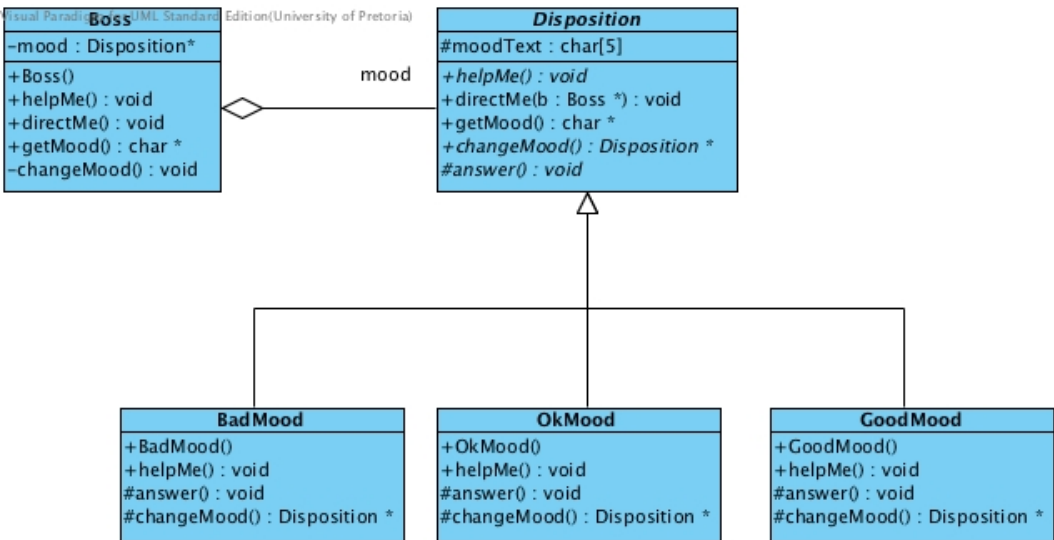 Visual Paradigm for UML Standard Edition(University of Pretoria)
Boss
-mood : Disposition*
+Boss()
+helpMe() : void
+directMe() : void
+getMood() : char *
-changeMood() : void
mood
Disposition
#moodText : char[5]
+helpMe() : void
+directMe(b : Boss *) : void
+getMood() : char *
+changeMood() : Disposition *
#answer() : void
BadMood
+BadMood()
+helpMe() : void
#answer() : void
#changeMood() : Disposition *
OkMood
+OkMood()
+helpMe() : void
#answer() : void
#changeMood() : Disposition *
GoodMood
+GoodMood()
+helpMe() : void
#answer() : void
#changeMood() : Disposition *